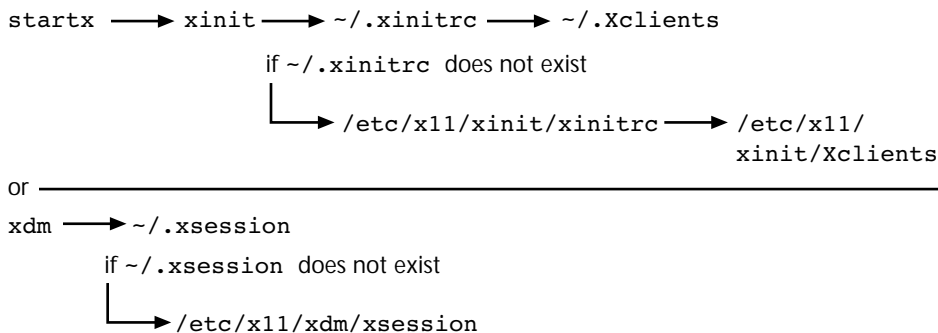 startx xinit ~/.xinitrc ~/.Xclients
if ~/.xinitrc does not exist
/etc/x11/xinit/xinitrc /etc/x11/
xinit/Xclients
or
xdm ~/.xsession
if ~/.xsession does not exist
/etc/x11/xdm/xsession